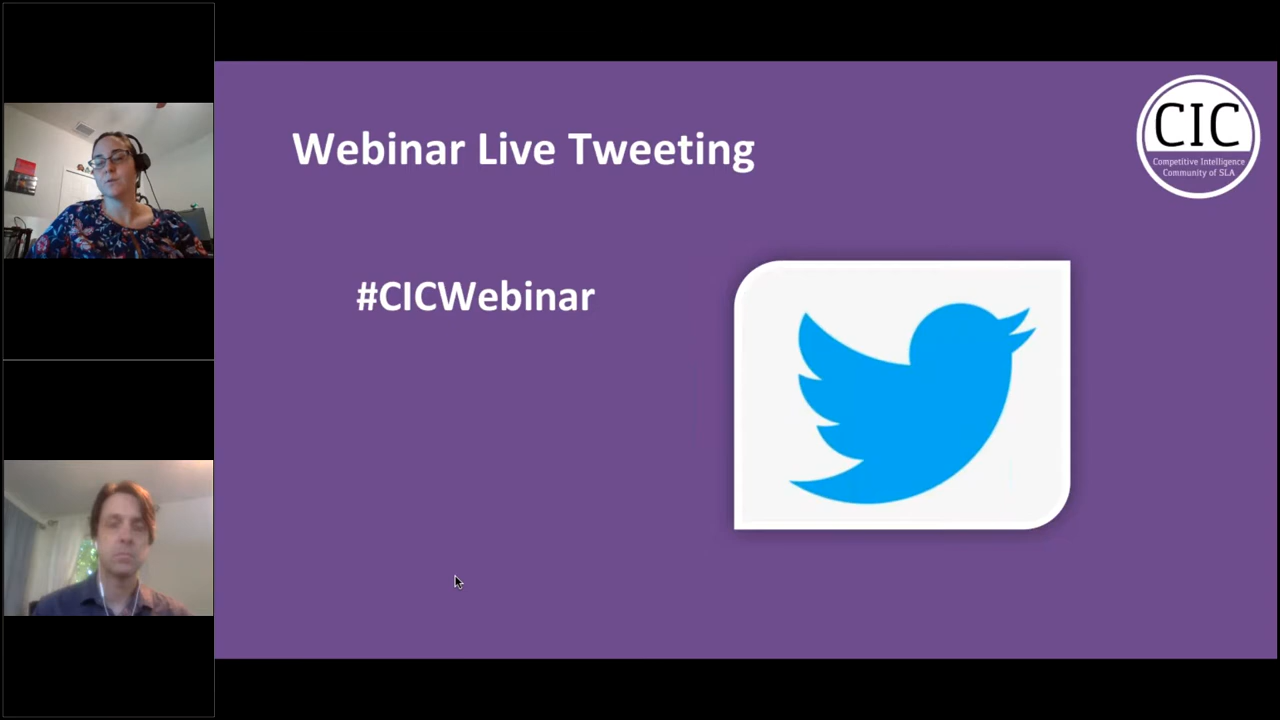 Webinar Live Tweeting
CIC
Competitive Intelligence
Community of SLA
#CICWebinar